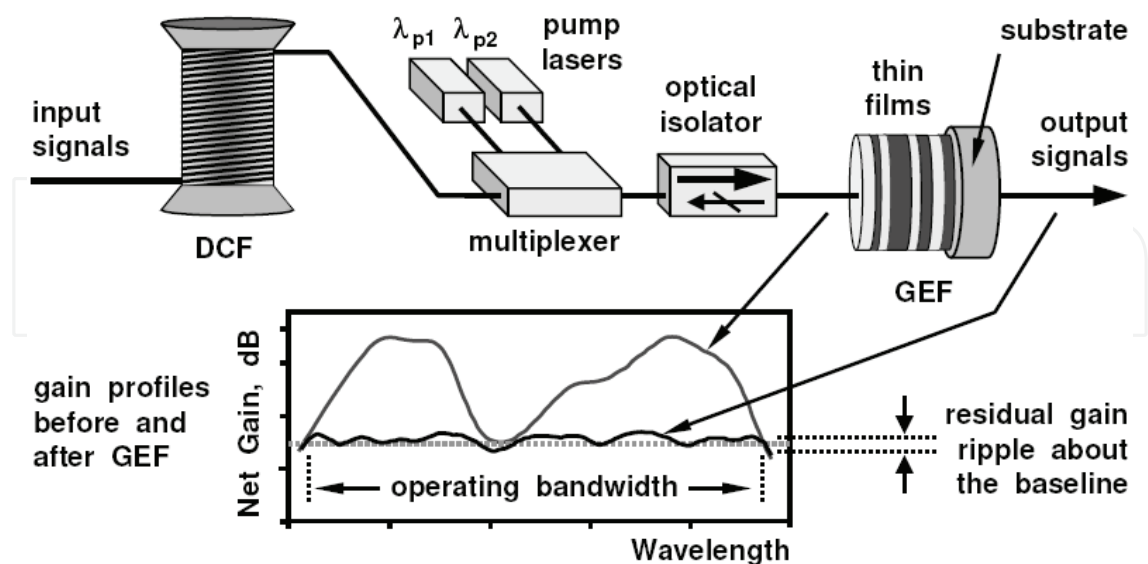 input
signals
DCF
λp1 λp2
pump
lasers
multiplexer
optical
isolator
thin
films
substrate
GEF
output
signals
gain profiles
before and
after GEF
Net Gain, dB
operating bandwidth
Wavelength
residual gain
ripple about
the baseline